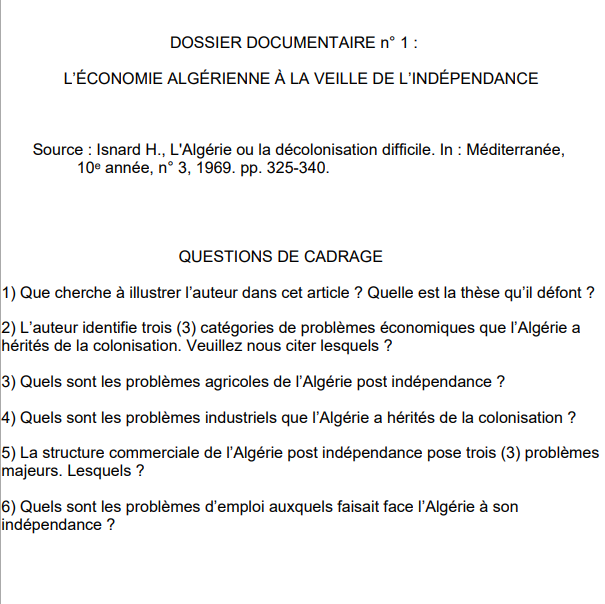 DOSSIER DOCUMENTAIRE n° 1 :
L’ÉCONOMIE ALGÉRIENNE À LA VEILLE DE L’INDÉPENDANCE
Source : Isnard H., L'Algérie ou la décolonisation difficile. In : Méditerranée,
10ᵉ année, n° 3, 1969. pp. 325-340.
QUESTIONS DE CADRAGE
1) Que cherche à illustrer l’auteur dans cet article ? Quelle est la thèse qu’il défont ?
2) L’auteur identifie trois (3) catégories de problèmes économiques que l’Algérie a
hérités de la colonisation. Veuillez nous citer lesquels ?
3) Quels sont les problèmes agricoles de l’Algérie post indépendance ?
4) Quels sont les problèmes industriels que l’Algérie a hérités de la colonisation ?
5) La structure commerciale de l’Algérie post indépendance pose trois (3) problèmes
majeurs. Lesquels ?
6) Quels sont les problèmes d’emploi auxquels faisait face l’Algérie à son
indépendance ?